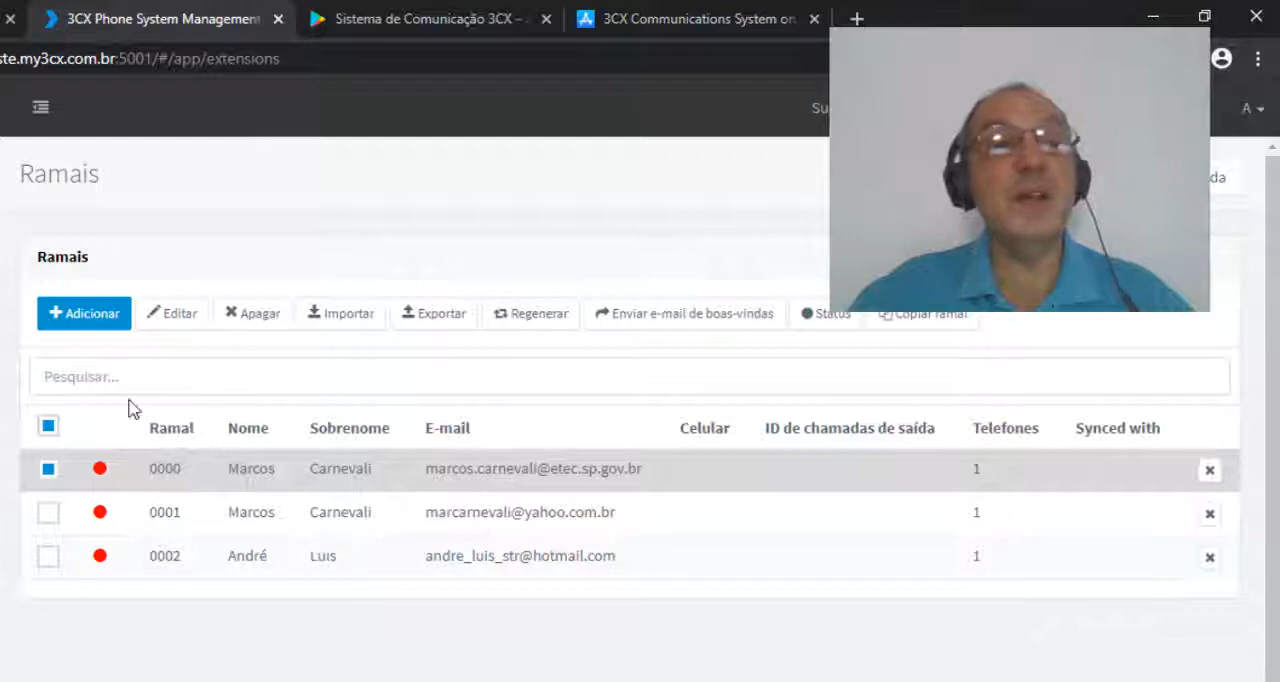 3CX Phone System Management
Sistema de Comunicação 3CX –
3CX Communications System on
ste.my3cx.com.br:5001/#/app/extensions
Su
A
Ramais
da
Ramais
Adicionar
Editar
Apagar
Importar
Exportar
Regenerar
Enviar e-mail de boas-vindas
Status
Copiar ramal
Pesquisar...
Ramal Nome Sobrenome E-mail Celular ID de chamadas de saída Telefones Synced with
0000 Marcos Carnevali marcos.carnevali@etec.sp.gov.br 1
0001 Marcos Carnevali marcarnevali@yahoo.com.br 1
0002 André Luis andre_luis_str@hotmail.com 1